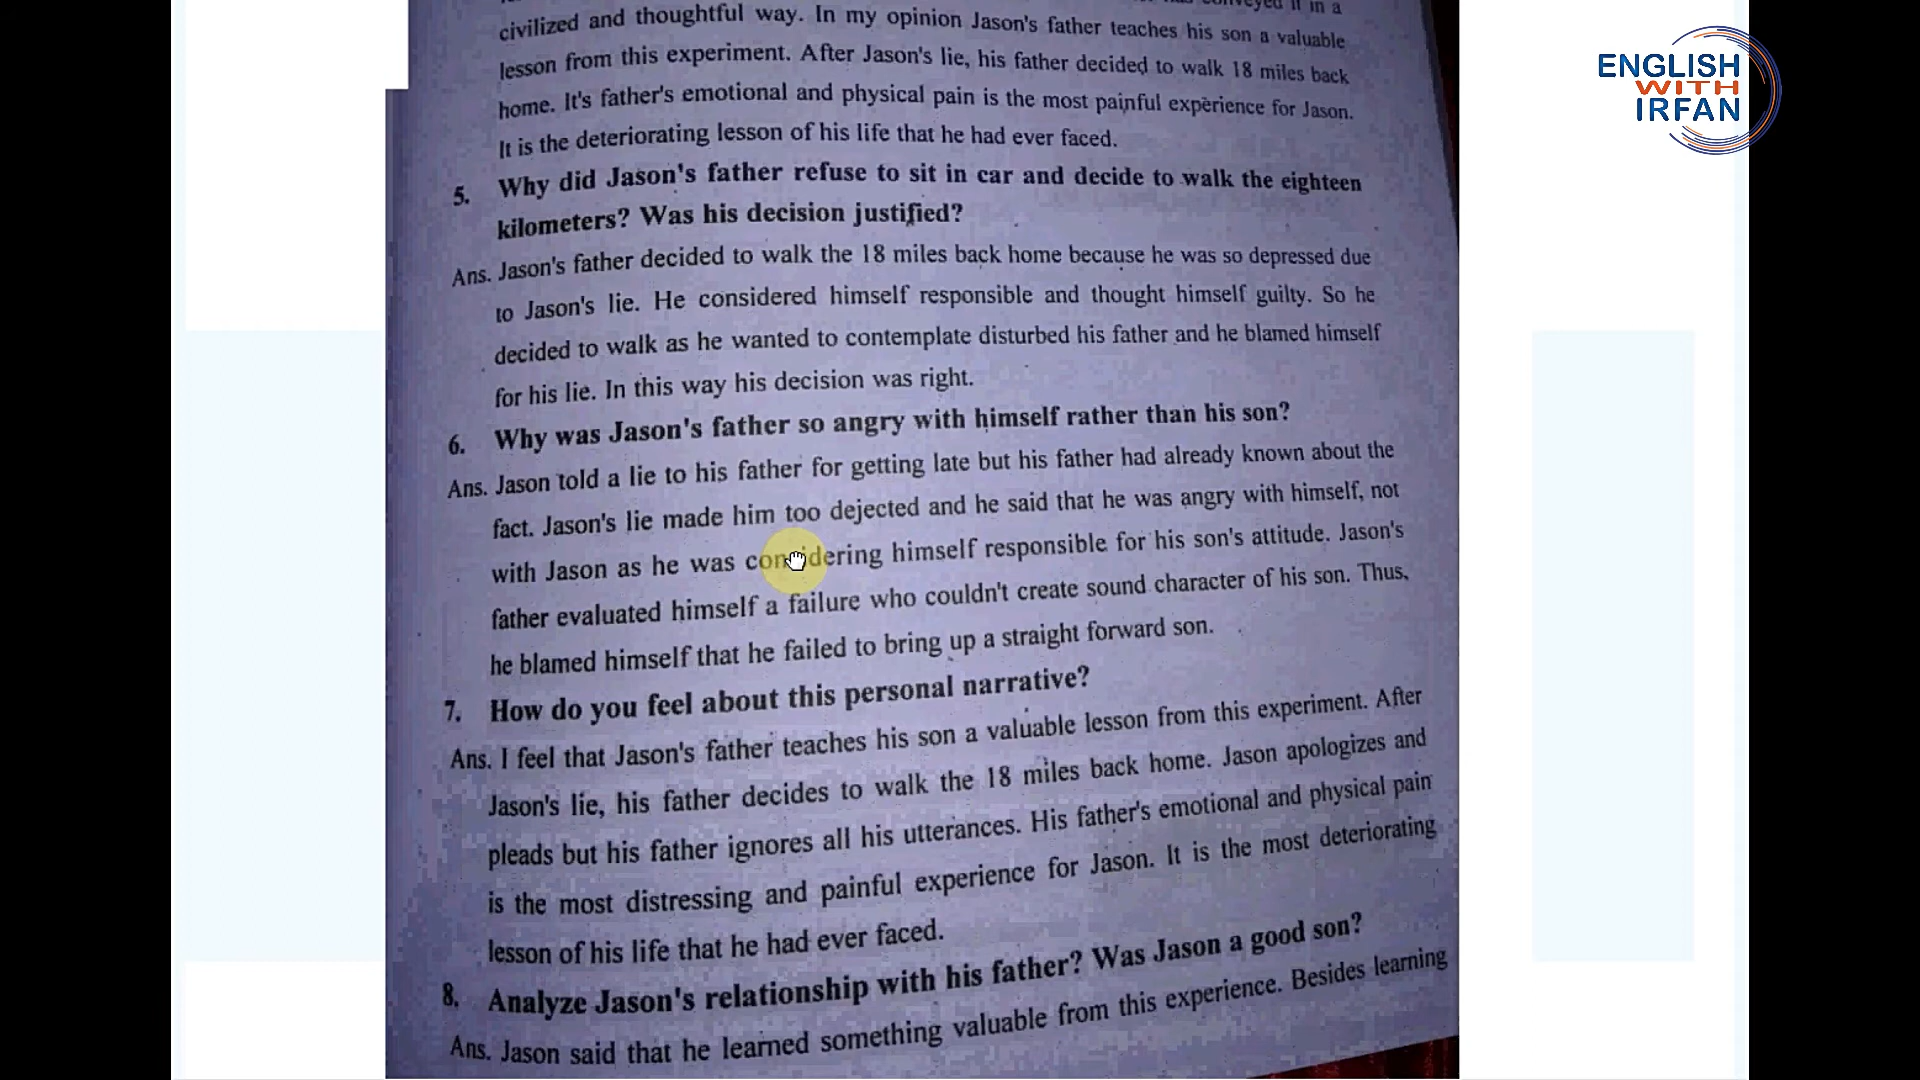 conveyed it in a
civilized and thoughtful way. In my opinion Jason's father teaches his son a valuable
lesson from this experiment. After Jason's lie, his father decided to walk 18 miles back
home. It's father's emotional and physical pain is the most painful experience for Jason.
It is the deteriorating lesson of his life that he had ever faced.
5. Why did Jason's father refuse to sit in car and decide to walk the eighteen
kilometers? Was his decision justified?
Ans. Jason's father decided to walk the 18 miles back home because he was so depressed due
to Jason's lie. He considered himself responsible and thought himself guilty. So he
decided to walk as he wanted to contemplate disturbed his father and he blamed himself
for his lie. In this way his decision was right.
6. Why was Jason's father so angry with himself rather than his son?
Ans. Jason told a lie to his father for getting late but his father had already known about the
fact. Jason's lie made him too dejected and he said that he was angry with himself, not
with Jason as he was considering himself responsible for his son's attitude. Jason's
father evaluated himself a failure who couldn't create sound character of his son. Thus,
he blamed himself that he failed to bring up a straight forward son.
7. How do you feel about this personal narrative?
Ans. I feel that Jason's father teaches his son a valuable lesson from this experiment. After
Jason's lie, his father decides to walk the 18 miles back home. Jason apologizes and
pleads but his father ignores all his utterances. His father's emotional and physical pain
is the most distressing and painful experience for Jason. It is the most deteriorating
lesson of his life that he had ever faced.
8. Analyze Jason's relationship with his father? Was Jason a good son?
Ans. Jason said that he learned something valuable from this experience. Besides learning
ENGLISH
WITH
IRFAN